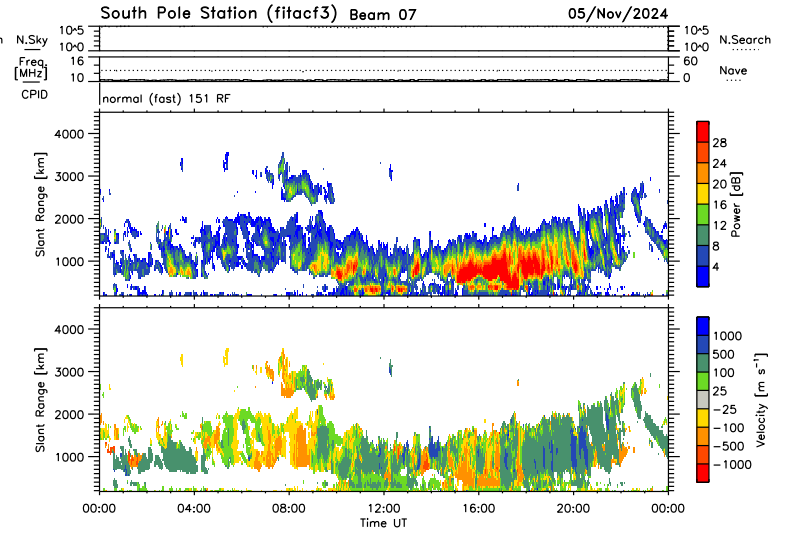 South Pole Station (fitacf3) Beam 07 05/Nov/2024
n N.Sky 10^5 10^0 10^5 10^0 N.Search
Freq. [MHz] 16 10 60 0 Nave
CPID normal (fast) 151 RF
Slant Range [km]
4000
3000
2000
1000
28
24
20
16
12
8
4
Power [dB]
Slant Range [km]
4000
3000
2000
1000
1000
500
100
25
-25
-100
-500
-1000
Velocity [m s⁻¹]
00:00 04:00 08:00 12:00 16:00 20:00 00:00
Time UT